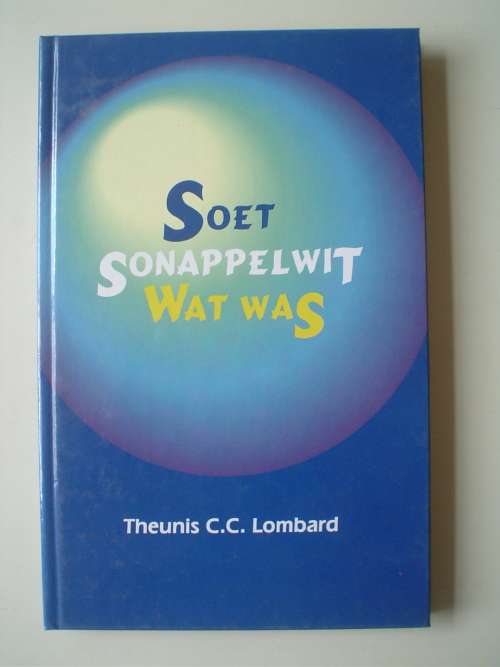 SOET
SONAPPELWIT
WAT WAS
Theunis C.C. Lombard